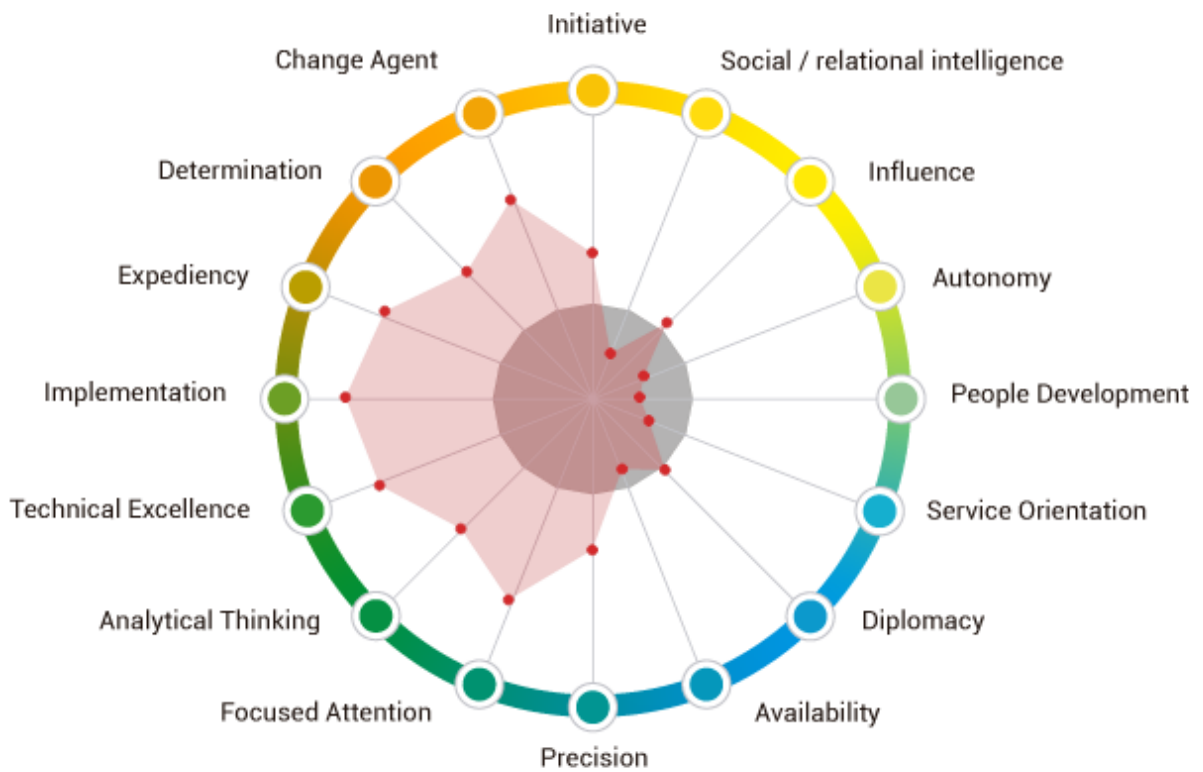 Initiative
Social / relational intelligence
Influence
Autonomy
People Development
Service Orientation
Diplomacy
Availability
Precision
Focused Attention
Analytical Thinking
Technical Excellence
Implementation
Expediency
Determination
Change Agent